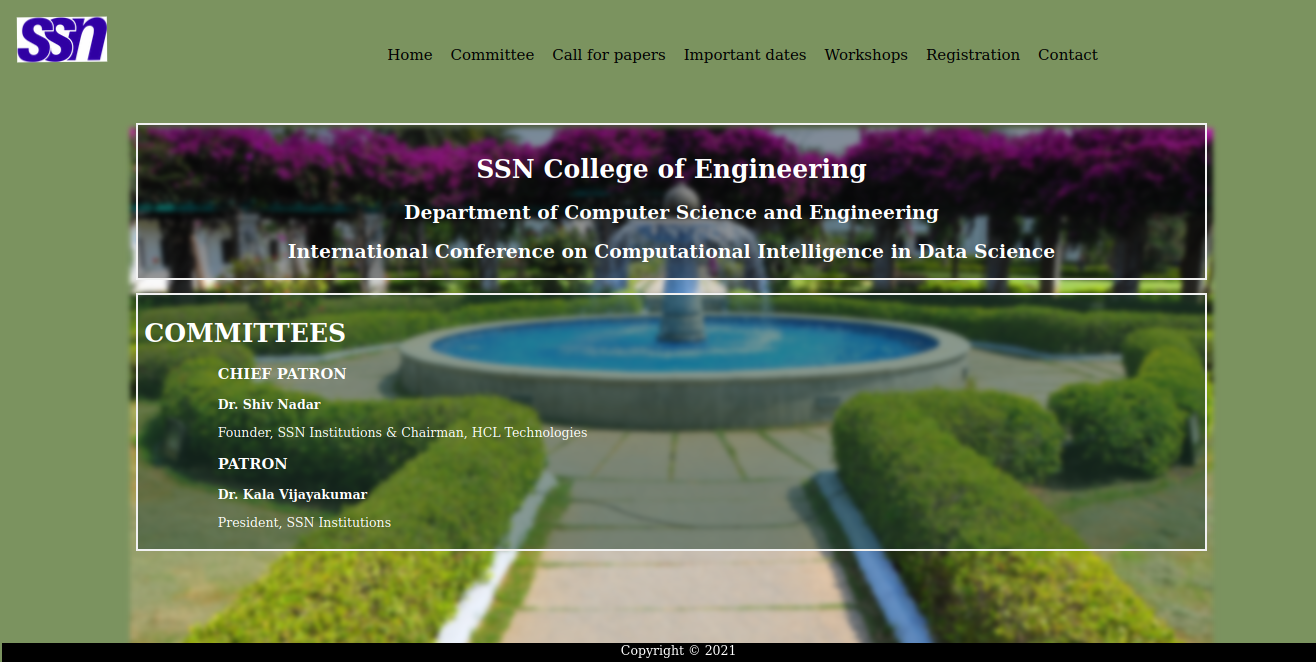 ssn
Home Committee Call for papers Important dates Workshops Registration Contact
SSN College of Engineering
Department of Computer Science and Engineering
International Conference on Computational Intelligence in Data Science
COMMITTEES
CHIEF PATRON
Dr. Shiv Nadar
Founder, SSN Institutions & Chairman, HCL Technologies
PATRON
Dr. Kala Vijayakumar
President, SSN Institutions
Copyright © 2021